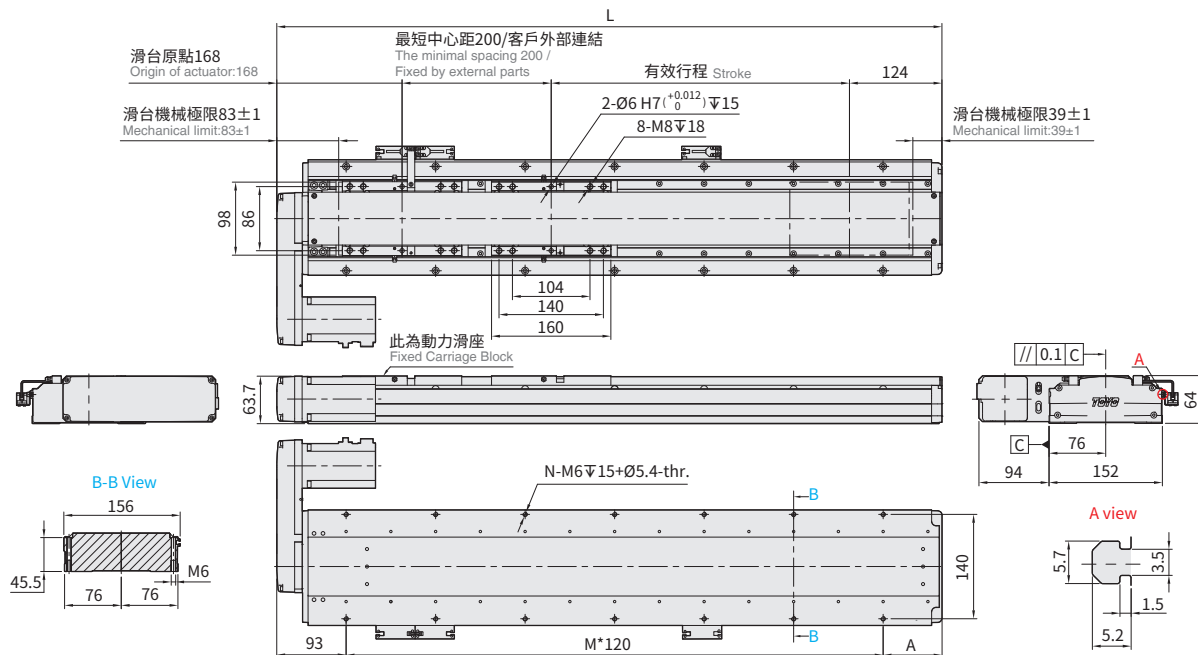 L
最短中心距200/客戶外部連結
The minimal spacing 200 /
Fixed by external parts
滑台原點168
Origin of actuator:168
有效行程 Stroke
124
2-Ø6 H7(+0.012 0)↧15
滑台機械極限83±1
Mechanical limit:83±1
滑台機械極限39±1
Mechanical limit:39±1
8-M8↧18
98
86
104
140
160
此為動力滑座
Fixed Carriage Block
63.7
// 0.1 C
A
TOYO
64
C
76
94
152
B-B View
156
45.5
M6
76
76
N-M6↧15+Ø5.4-thr.
B
B
140
93
M*120
A
A view
5.7
3.5
1.5
5.2